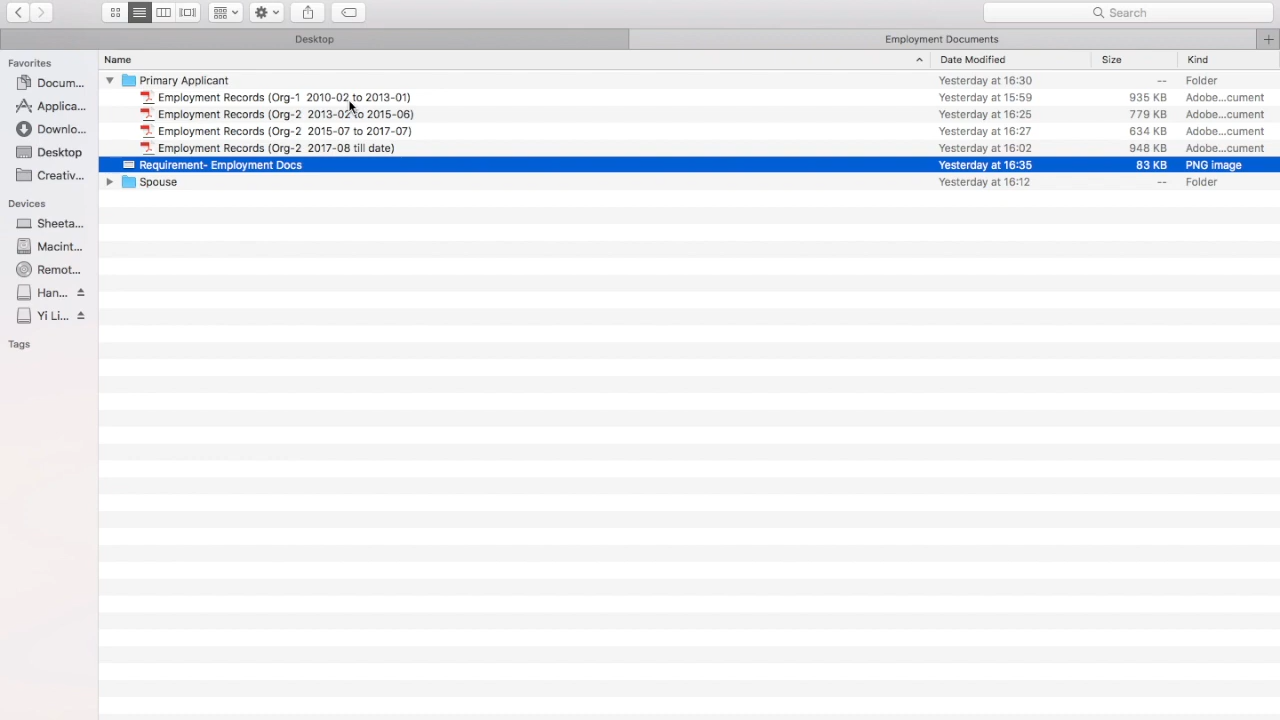 Search
Desktop Employment Documents +
Favorites Name Date Modified Size Kind
Docum... Primary Applicant Yesterday at 16:30 -- Folder
Applica... Employment Records (Org-1 2010-02 to 2013-01) Yesterday at 15:59 935 KB Adobe...cument
Employment Records (Org-2 2013-02 to 2015-06) Yesterday at 16:25 779 KB Adobe...cument
Downlo... Employment Records (Org-2 2015-07 to 2017-07) Yesterday at 16:27 634 KB Adobe...cument
Desktop Employment Records (Org-2 2017-08 till date) Yesterday at 16:02 948 KB Adobe...cument
Requirement- Employment Docs Yesterday at 16:35 83 KB PNG image
Creativ... Spouse Yesterday at 16:12 -- Folder
Devices
Sheeta...
Macint...
Remot...
Han...
Yi Li...
Tags